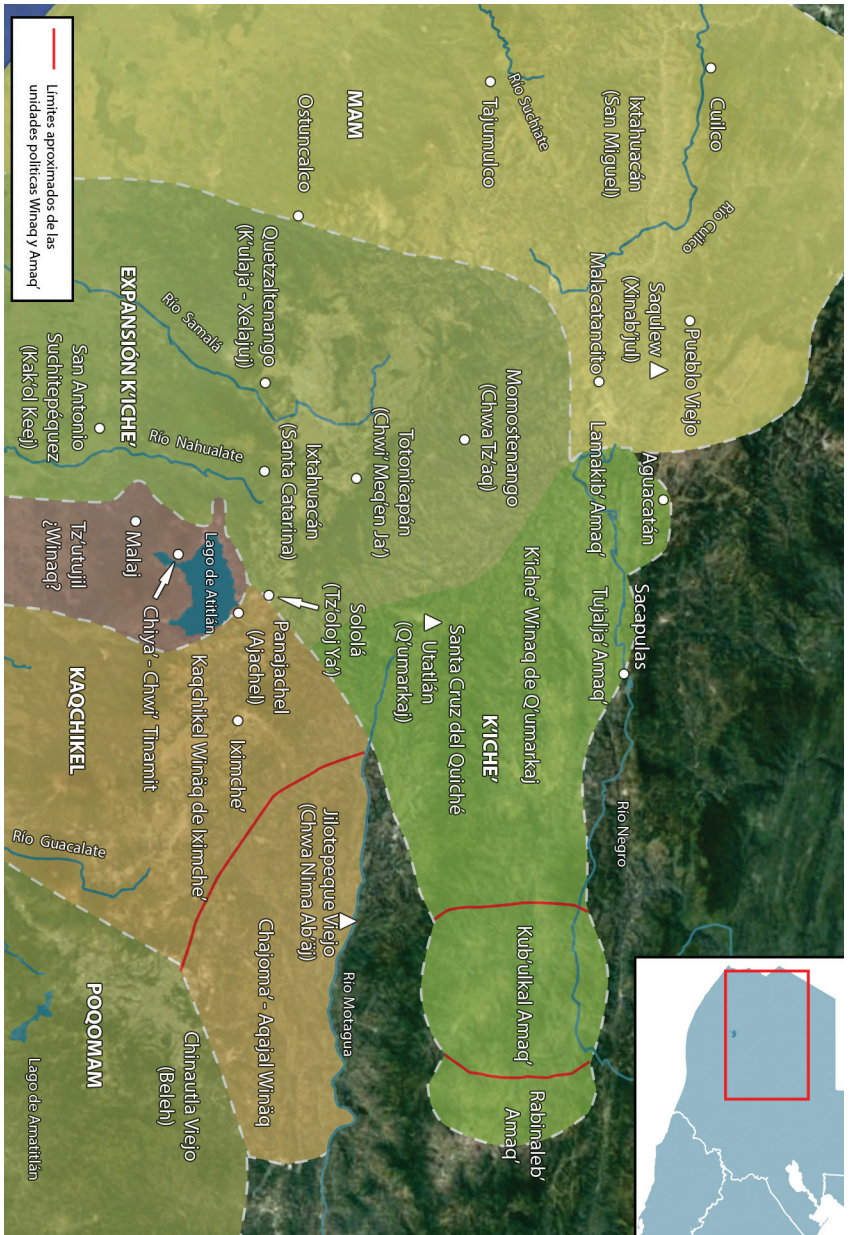 Cuilco
Río Cuilco
Pueblo Viejo
Saqulew
(Xinab'jul)
Aguacatán
Sacapulas
Río Negro
Ixtahuacán
(San Miguel)
Malacatancito
Lamakib' Amaq'
Tujalja' Amaq'
Río Suchiate
Tajumulco
Momostenango
(Chwa Tz'aq)
K'iche' Winaq de Q'umarkaj
Kub'ulkal Amaq'
Rabinaleb'
Amaq'
K'ICHE'
Santa Cruz del Quiché
Utatlán
(Q'umarkaj)
MAM
Ostuncalco
Totonicapán
(Chwi' Meq'en Ja')
Sololá
(Tz'oloj Ya')
Río Motagua
Jilotepeque Viejo
(Chwa Nima Ab'äj)
Quetzaltenango
(K'ulaja' - Xelajuj)
Ixtahuacán
(Santa Catarina)
Panajachel
(Ajachel)
Iximche'
Chajoma' - Aqajal Winäq
Río Samalá
Lago de Atitlán
Kaqchikel Winäq de Iximche'
Chinautla Viejo
(Beleh)
EXPANSIÓN K'ICHE'
Río Nahualate
Malaj
Chiya' - Chwi' Tinamit
San Antonio
Suchitepéquez
(Kak'ol Keej)
Tz'utujil
¿Winaq?
KAQCHIKEL
POQOMAM
Río Guacalate
Lago de Amatitlán
Límites aproximados de las
unidades políticas Winaq y Amaq'